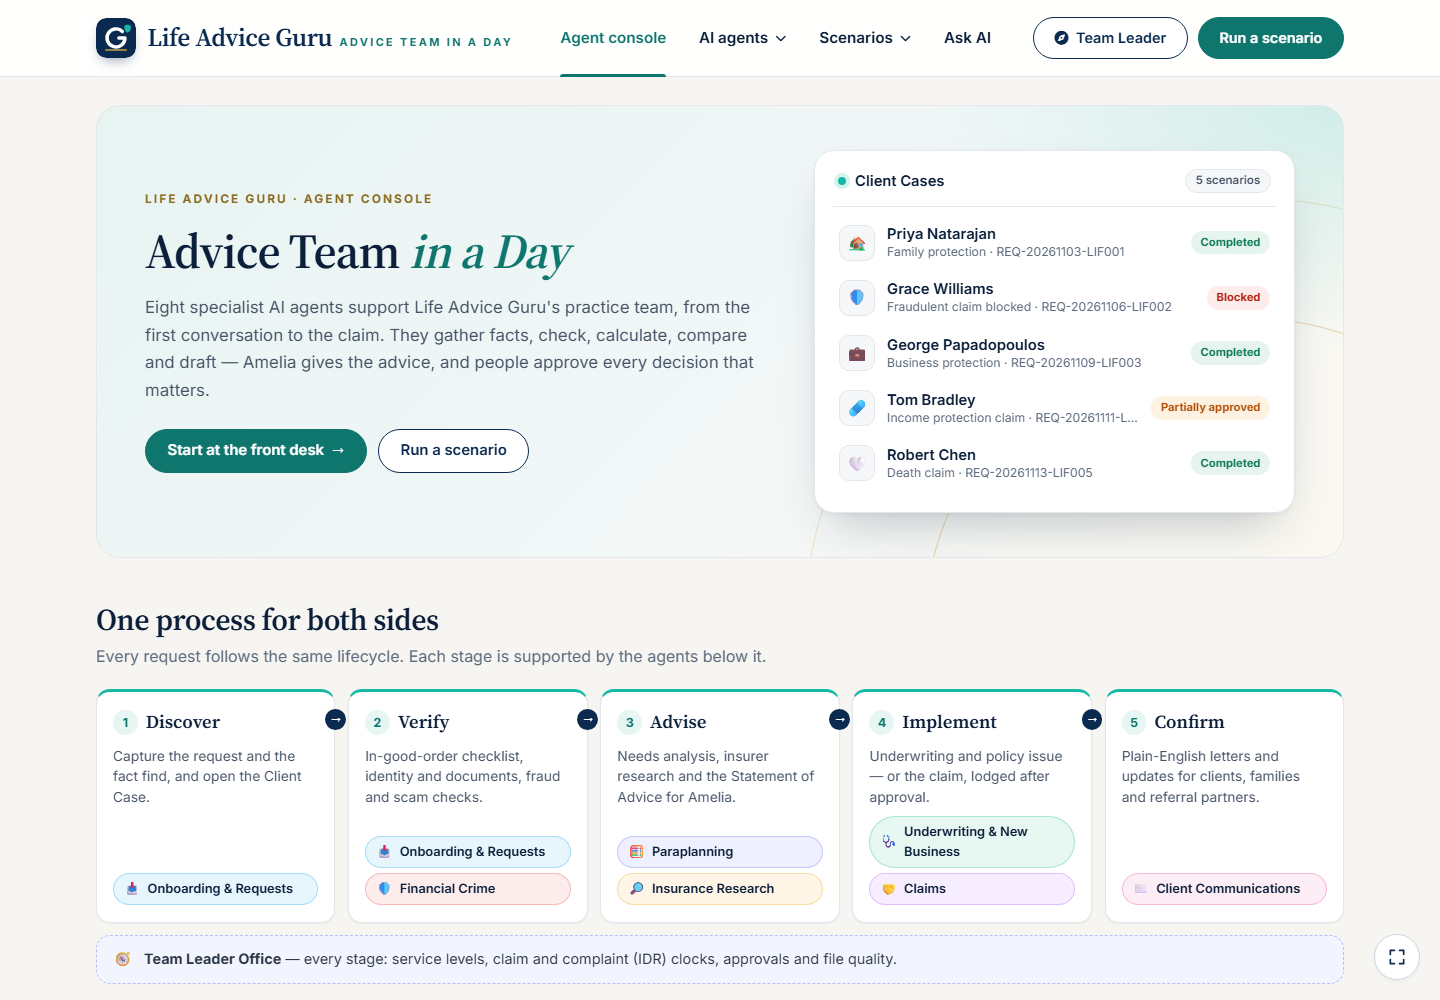 Life Advice Guru ADVICE TEAM IN A DAY
Agent console
AI agents
Scenarios
Ask AI
Team Leader
Run a scenario
LIFE ADVICE GURU · AGENT CONSOLE
Advice Team in a Day
Eight specialist AI agents support Life Advice Guru's practice team, from the
first conversation to the claim. They gather facts, check, calculate, compare
and draft — Amelia gives the advice, and people approve every decision that
matters.
Start at the front desk →
Run a scenario
Client Cases
5 scenarios
Priya Natarajan
Family protection · REQ-20261103-LIF001
Completed
Grace Williams
Fraudulent claim blocked · REQ-20261106-LIF002
Blocked
George Papadopoulos
Business protection · REQ-20261109-LIF003
Completed
Tom Bradley
Income protection claim · REQ-20261111-L...
Partially approved
Robert Chen
Death claim · REQ-20261113-LIF005
Completed
One process for both sides
Every request follows the same lifecycle. Each stage is supported by the agents below it.
1 Discover
Capture the request and the
fact find, and open the Client
Case.
Onboarding & Requests
→
2 Verify
In-good-order checklist,
identity and documents, fraud
and scam checks.
Onboarding & Requests
Financial Crime
→
3 Advise
Needs analysis, insurer
research and the Statement of
Advice for Amelia.
Paraplanning
Insurance Research
→
4 Implement
Underwriting and policy issue
— or the claim, lodged after
approval.
Underwriting & New
Business
Claims
→
5 Confirm
Plain-English letters and
updates for clients, families
and referral partners.
Client Communications
Team Leader Office — every stage: service levels, claim and complaint (IDR) clocks, approvals and file quality.